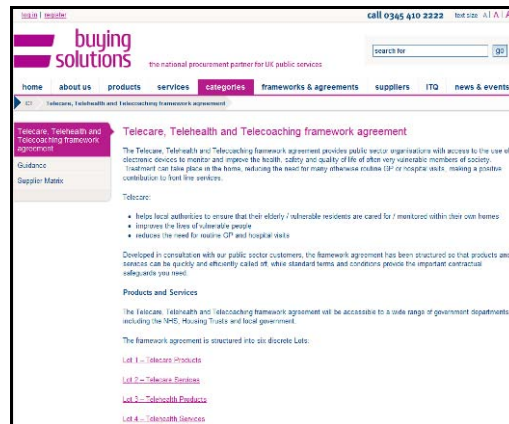 log in | register
call 0345 410 2222
text size A | A | A
buying
solutions
the national procurement partner for UK public services
search for
go
home about us products services categories frameworks & agreements suppliers ITQ news & events
ICT Telecare, Telehealth and Telecoaching framework agreement
Telecare, Telehealth and
Telecoaching framework
agreement
Guidance
Supplier Matrix
Telecare, Telehealth and Telecoaching framework agreement
The Telecare, Telehealth and Telecoaching framework agreement provides public sector organisations with access to the use of
electronic devices to monitor and improve the health, safety and quality of life of often very vulnerable members of society.
Treatment can take place in the home, reducing the need for many otherwise routine GP or hospital visits, making a positive
contribution to front line services.
Telecare:
helps local authorities to ensure that their elderly / vulnerable residents are cared for / monitored within their own homes
improves the lives of vulnerable people
reduces the need for routine GP and hospital visits
Developed in consultation with our public sector customers, the framework agreement has been structured so that products and
services can be quickly and efficiently called off, while standard terms and conditions provide the important contractual
safeguards you need.
Products and Services
The Telecare, Telehealth and Telecoaching framework agreement will be accessible to a wide range of government departments
including the NHS, Housing Trusts and local government.
The framework agreement is structured into six discrete Lots:
Lot 1 – Telecare Products
Lot 2 – Telecare Services
Lot 3 – Telehealth Products
Lot 4 – Telehealth Services